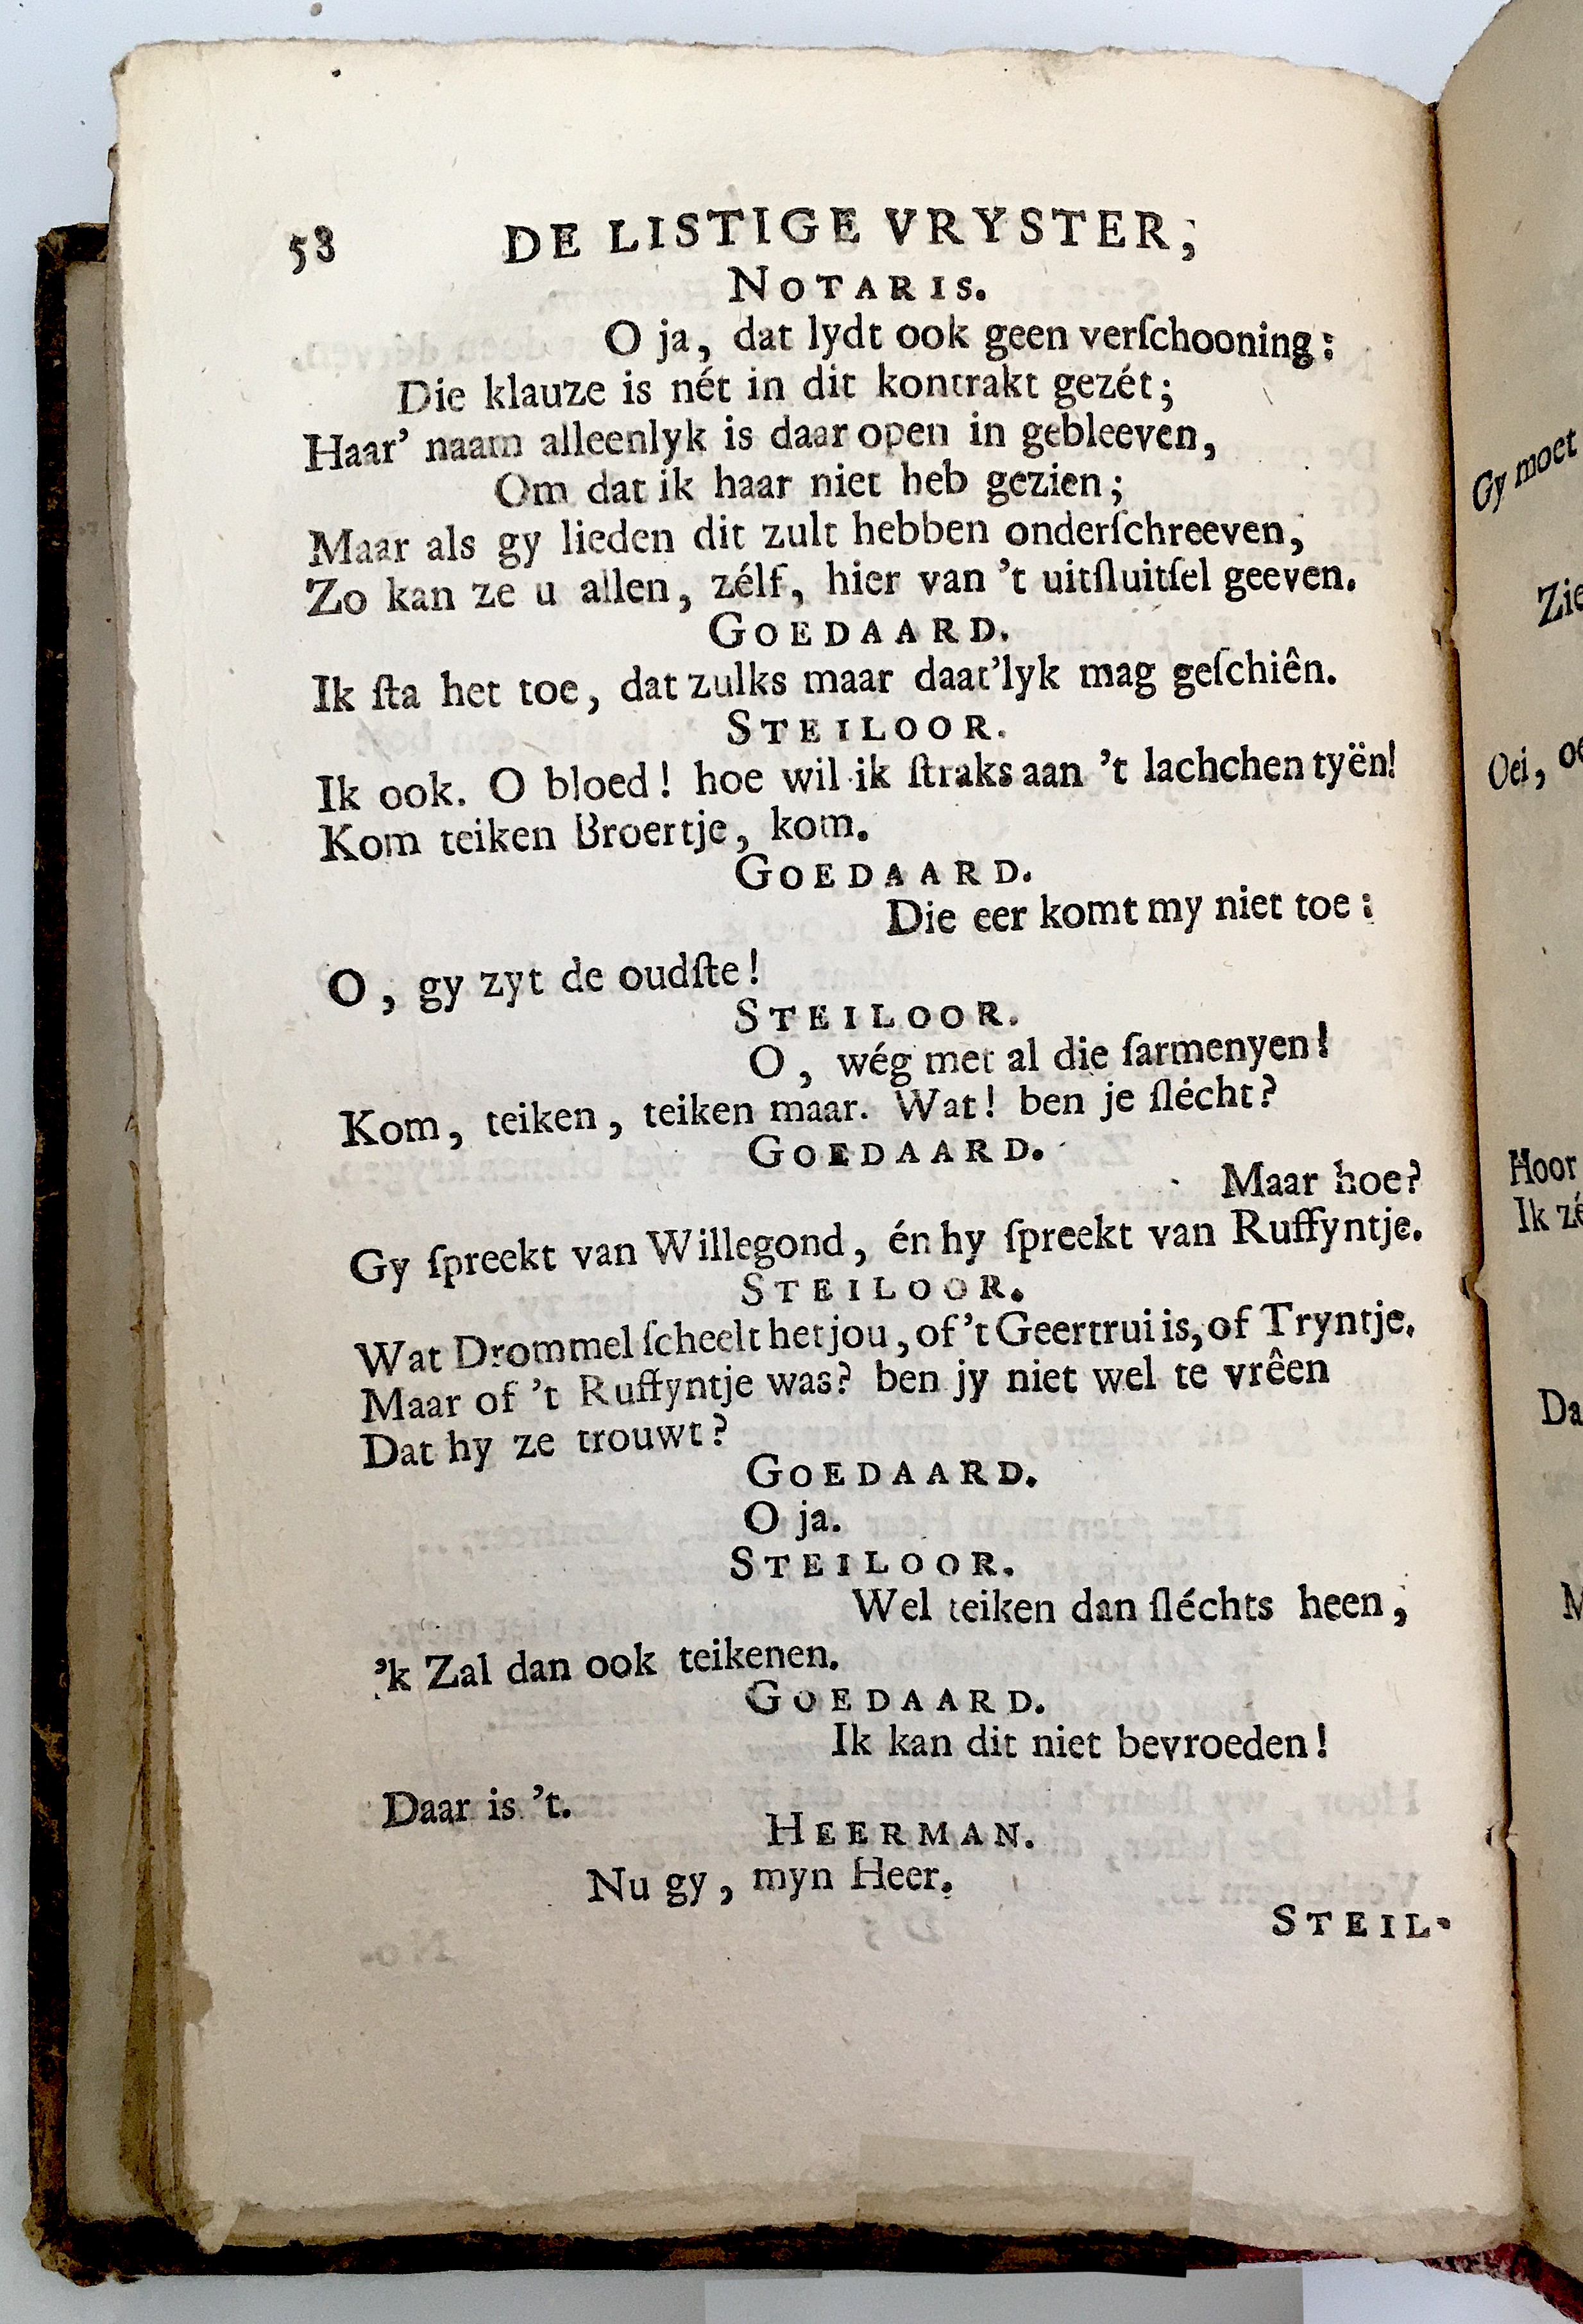 58 DE LISTIGE VRYSTER;
NOTARIS.
O ja, dat lydt ook geen verſchooning:
Die klauze is nét in dit kontrakt gezét;
Haar’ naam alleenlyk is daar open in gebleeven,
Om dat ik haar niet heb gezien;
Maar als gy lieden dit zult hebben onderſchreeven,
Zo kan ze u allen, zélf, hier van ’t uitſluitſel geeven.
GOEDAARD.
Ik ſta het toe, dat zulks maar daat’lyk mag geſchiên.
STEILOOR.
Ik ook. O bloed! hoe wil ik ſtraks aan ’t lachchen tyën!
Kom teiken Broertje, kom.
GOEDAARD.
Die eer komt my niet toe:
O, gy zyt de oudſte!
STEILOOR.
O, wég met al die ſarmenyen!
Kom, teiken, teiken maar. Wat! ben je ſlécht?
GOEDAARD.
Maar hoe?
Gy ſpreekt van Willegond, én hy ſpreekt van Ruffyntje.
STEILOOR.
Wat Drommel ſcheelt het jou, of ’t Geertrui is, of Tryntje.
Maar of ’t Ruffyntje was? ben jy niet wel te vrêen
Dat hy ze trouwt?
GOEDAARD.
O ja.
STEILOOR.
Wel teiken dan ſléchts heen,
’k Zal dan ook teikenen.
GOEDAARD.
Ik kan dit niet bevroeden!
Daar is ’t.
HEERMAN.
Nu gy, myn Heer.
STEIL-
Gy moet
Zie
Oei, oe
Hoor
Ik zé
Da
M